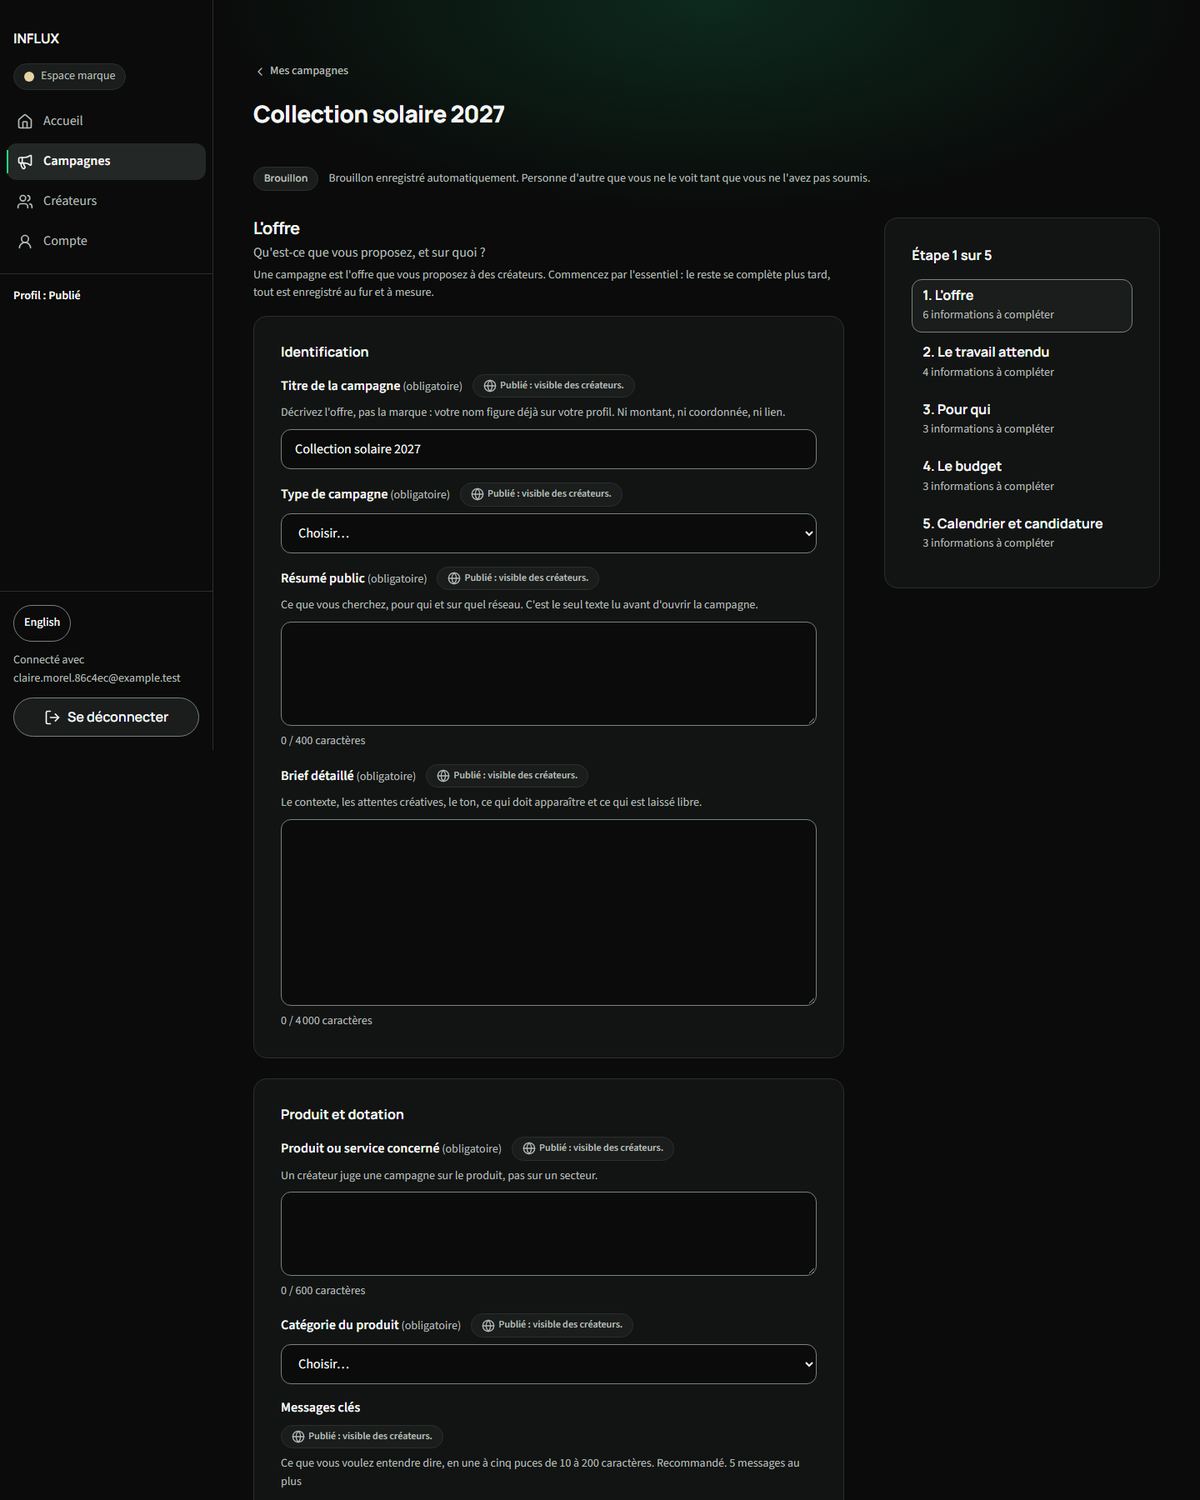 INFLUX
Espace marque
Accueil
Campagnes
Créateurs
Compte
Profil : Publié
English
Connecté avec
claire.morel.86c4ec@example.test
Se déconnecter
Mes campagnes
Collection solaire 2027
Brouillon
Brouillon enregistré automatiquement. Personne d'autre que vous ne le voit tant que vous ne l'avez pas soumis.
L'offre
Qu'est-ce que vous proposez, et sur quoi ?
Une campagne est l'offre que vous proposez à des créateurs. Commencez par l'essentiel : le reste se complète plus tard,
tout est enregistré au fur et à mesure.
Identification
Titre de la campagne (obligatoire) Publié : visible des créateurs.
Décrivez l'offre, pas la marque : votre nom figure déjà sur votre profil. Ni montant, ni coordonnée, ni lien.
Collection solaire 2027
Type de campagne (obligatoire) Publié : visible des créateurs.
Choisir…
Résumé public (obligatoire) Publié : visible des créateurs.
Ce que vous cherchez, pour qui et sur quel réseau. C'est le seul texte lu avant d'ouvrir la campagne.
0 / 400 caractères
Brief détaillé (obligatoire) Publié : visible des créateurs.
Le contexte, les attentes créatives, le ton, ce qui doit apparaître et ce qui est laissé libre.
0 / 4 000 caractères
Produit et dotation
Produit ou service concerné (obligatoire) Publié : visible des créateurs.
Un créateur juge une campagne sur le produit, pas sur un secteur.
0 / 600 caractères
Catégorie du produit (obligatoire) Publié : visible des créateurs.
Choisir…
Messages clés
Publié : visible des créateurs.
Ce que vous voulez entendre dire, en une à cinq puces de 10 à 200 caractères. Recommandé. 5 messages au
plus
Étape 1 sur 5
1. L'offre
6 informations à compléter
2. Le travail attendu
4 informations à compléter
3. Pour qui
3 informations à compléter
4. Le budget
3 informations à compléter
5. Calendrier et candidature
3 informations à compléter